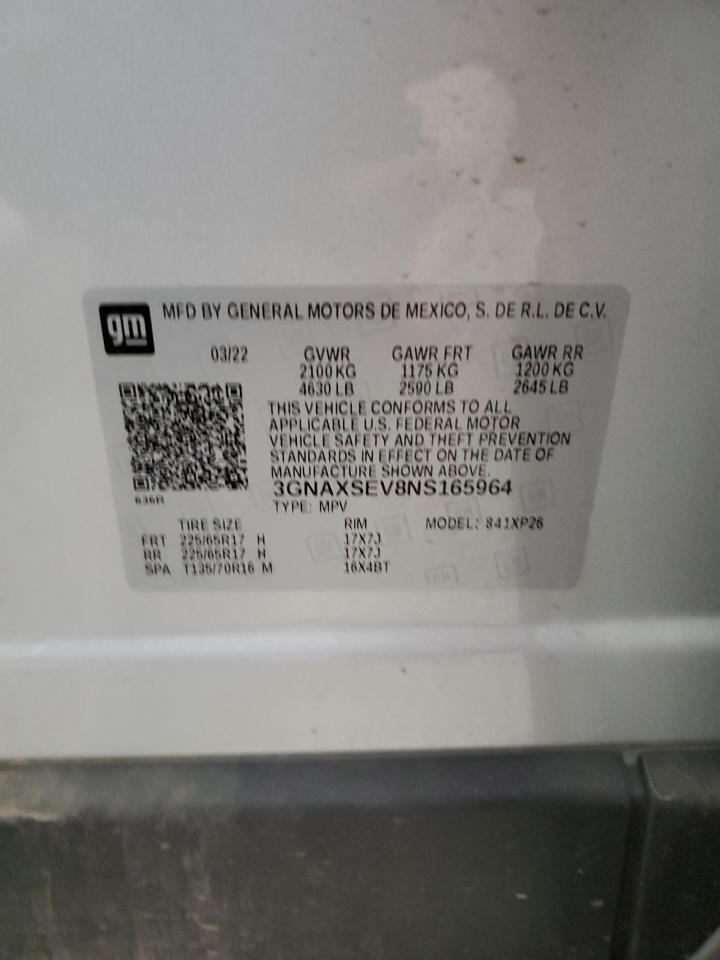 gm MFD BY GENERAL MOTORS DE MEXICO, S. DE R.L. DE C.V.
03/22 GVWR GAWR FRT GAWR RR
2100 KG 1175 KG 1200 KG
4630 LB 2590 LB 2645 LB
THIS VEHICLE CONFORMS TO ALL
APPLICABLE U.S. FEDERAL MOTOR
VEHICLE SAFETY AND THEFT PREVENTION
STANDARDS IN EFFECT ON THE DATE OF
MANUFACTURE SHOWN ABOVE.
636R 3GNAXSEV8NS165964
TYPE: MPV
TIRE SIZE RIM MODEL: 841XP26
FRT 225/65R17 H 17X7J
RR 225/65R17 H 17X7J
SPA T135/70R16 M 16X4BT